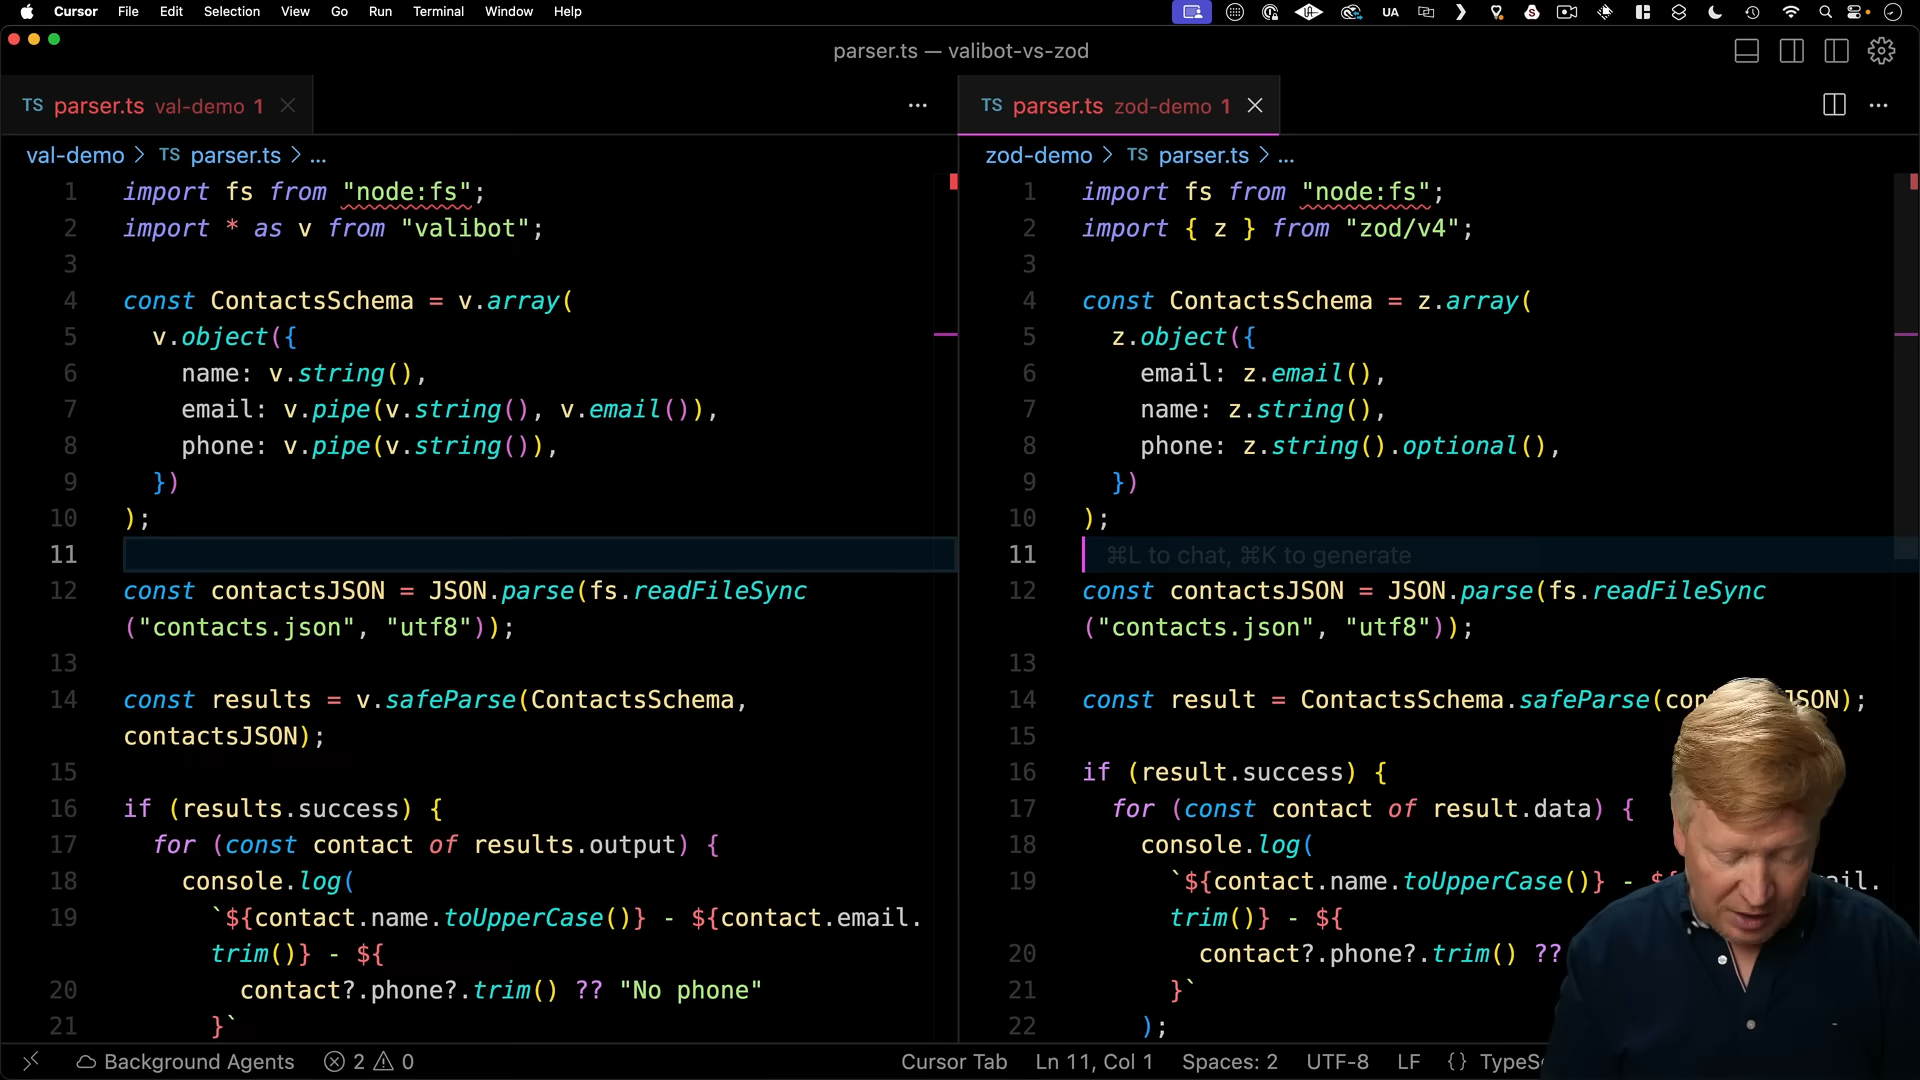 Cursor File Edit Selection View Go Run Terminal Window Help UA
parser.ts — valibot-vs-zod
TS parser.ts val-demo 1
val-demo > TS parser.ts > ...
1 import fs from "node:fs";
2 import * as v from "valibot";
3
4 const ContactsSchema = v.array(
5 v.object({
6 name: v.string(),
7 email: v.pipe(v.string(), v.email()),
8 phone: v.pipe(v.string()),
9 })
10 );
11
12 const contactsJSON = JSON.parse(fs.readFileSync
("contacts.json", "utf8"));
13
14 const results = v.safeParse(ContactsSchema,
contactsJSON);
15
16 if (results.success) {
17 for (const contact of results.output) {
18 console.log(
19 `${contact.name.toUpperCase()} - ${contact.email.
trim()} - ${
20 contact?.phone?.trim() ?? "No phone"
21 }`
TS parser.ts zod-demo 1
zod-demo > TS parser.ts > ...
1 import fs from "node:fs";
2 import { z } from "zod/v4";
3
4 const ContactsSchema = z.array(
5 z.object({
6 email: z.email(),
7 name: z.string(),
8 phone: z.string().optional(),
9 })
10 );
11 ⌘L to chat, ⌘K to generate
12 const contactsJSON = JSON.parse(fs.readFileSync
("contacts.json", "utf8"));
13
14 const result = ContactsSchema.safeParse(con JSON);
15
16 if (result.success) {
17 for (const contact of result.data) {
18 console.log(
19 `${contact.name.toUpperCase()} - $ ail.
trim()} - ${
20 contact?.phone?.trim() ??
21 }`
22 );
Background Agents 2 0 Cursor Tab Ln 11, Col 1 Spaces: 2 UTF-8 LF {} TypeSc